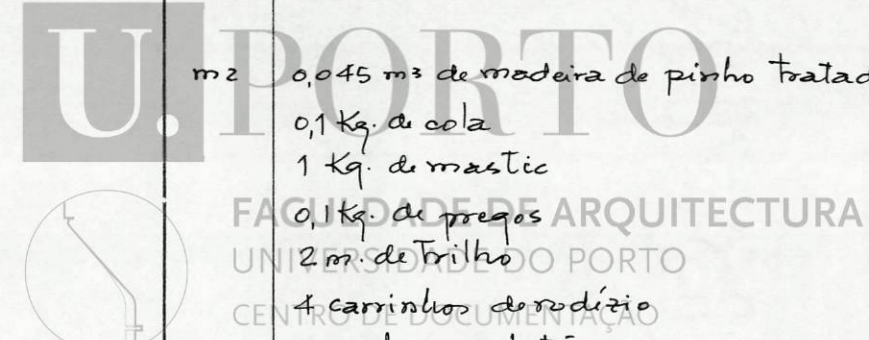 U. PORTO
m2 0,045 m3 de madeira de pinho tratad
0,1 Kg. de cola
1 Kg. de mastic
FACULDADE DE ARQUITECTURA
0,1 Kg. de pregos
UNIVERSIDADE DO PORTO
2 m. de Trilho
CENTRO DE DOCUMENTAÇÃO
4 carrinhos de rodízio